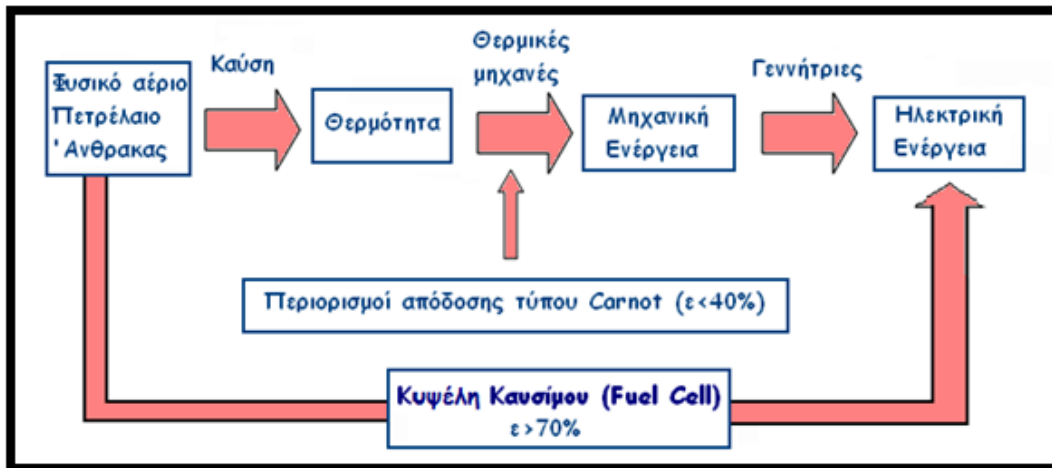 Καύση
Θερμικές
μηχανές
Γεννήτριες
Φυσικό αέριο
Πετρέλαιο
'Ανθρακας
Θερμότητα
Μηχανική
Ενέργεια
Ηλεκτρική
Ενέργεια
Περιορισμοί απόδοσης τύπου Carnot (ε<40%)
Κυψέλη Καυσίμου (Fuel Cell)
ε>70%